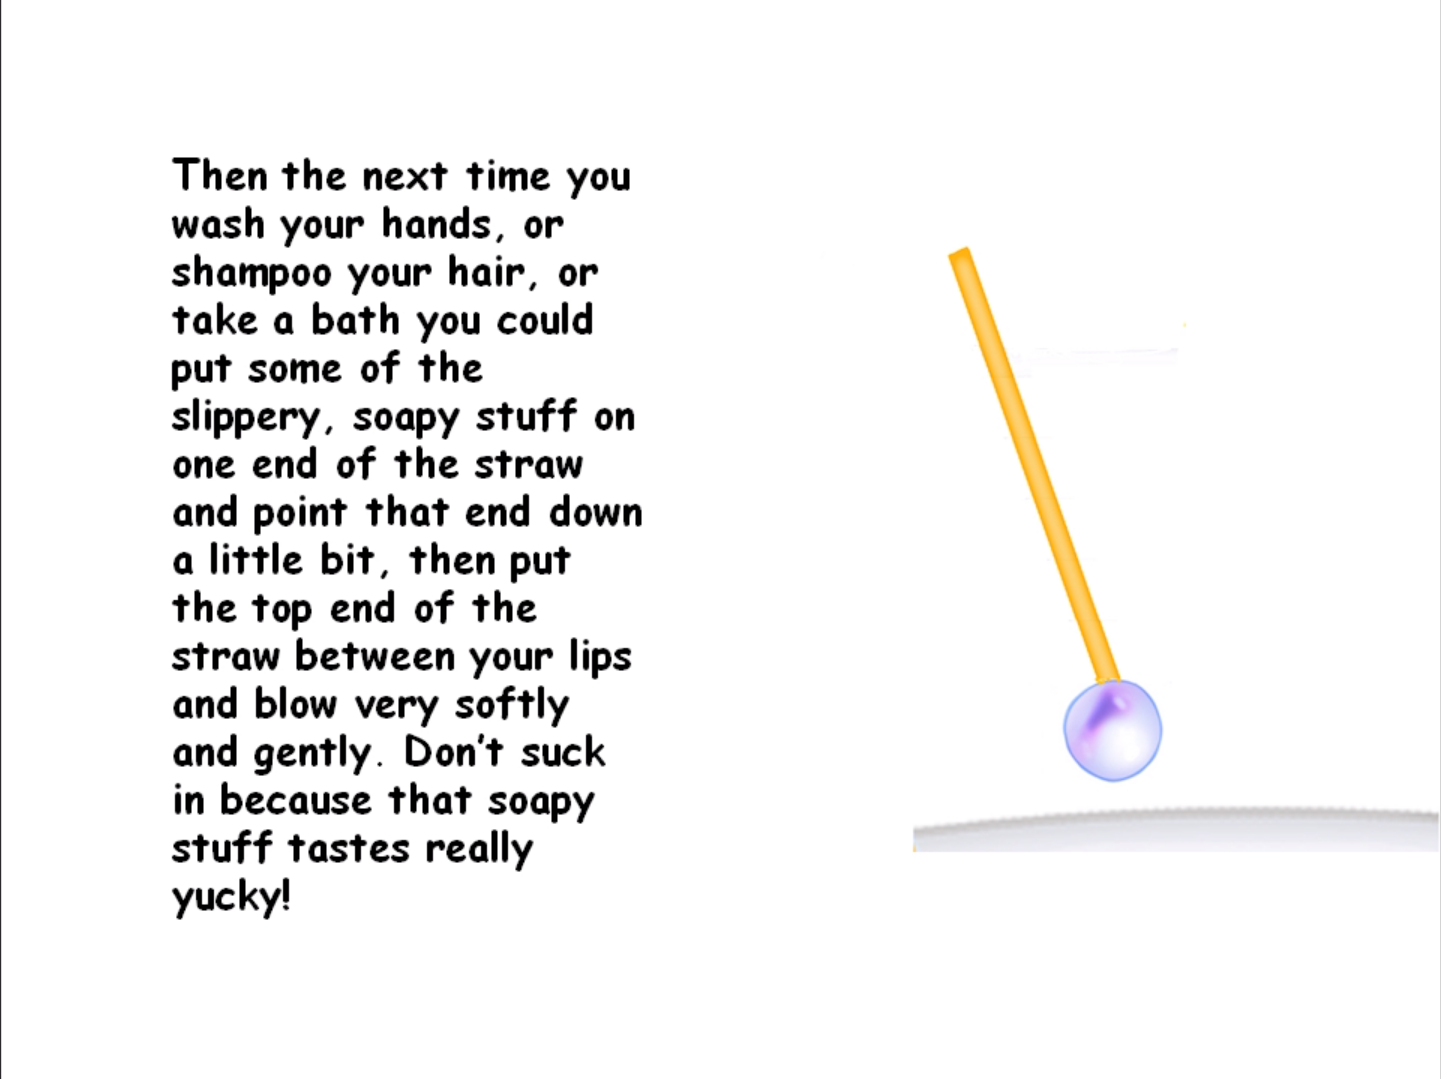 Then the next time you
wash your hands, or
shampoo your hair, or
take a bath you could
put some of the
slippery, soapy stuff on
one end of the straw
and point that end down
a little bit, then put
the top end of the
straw between your lips
and blow very softly
and gently. Don't suck
in because that soapy
stuff tastes really
yucky!